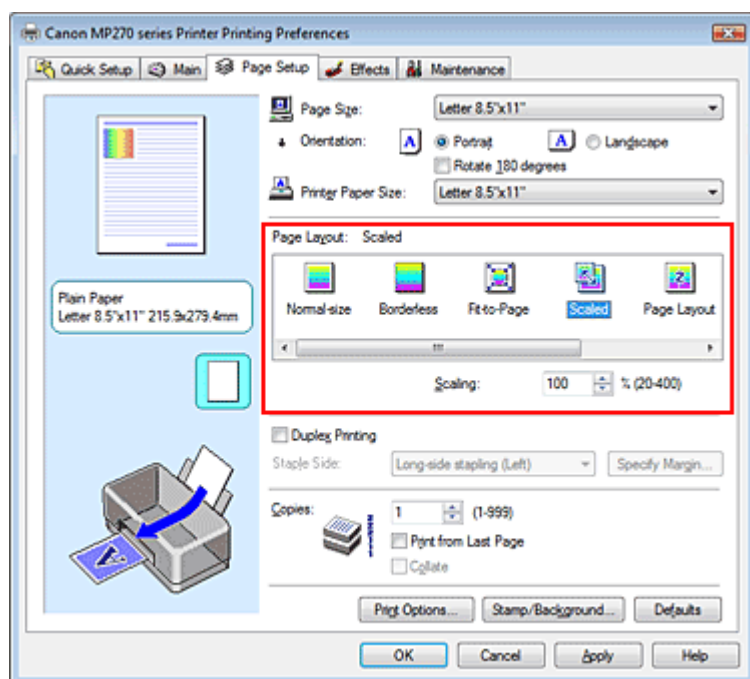 Canon MP270 series Printer Printing Preferences
Quick Setup Main Page Setup Effects Maintenance
Page Size: Letter 8.5"x11"
Orientation: A Portrait A Landscape
Rotate 180 degrees
Printer Paper Size: Letter 8.5"x11"
Page Layout: Scaled
Normal-size Borderless Fit-to-Page Scaled Page Layout
Plain Paper
Letter 8.5"x11" 215.9x279.4mm
Scaling: 100 % (20-400)
Duplex Printing
Staple Side: Long-side stapling (Left) Specify Margin...
Copies: 1 (1-999)
Print from Last Page
Collate
Print Options... Stamp/Background... Defaults
OK Cancel Apply Help